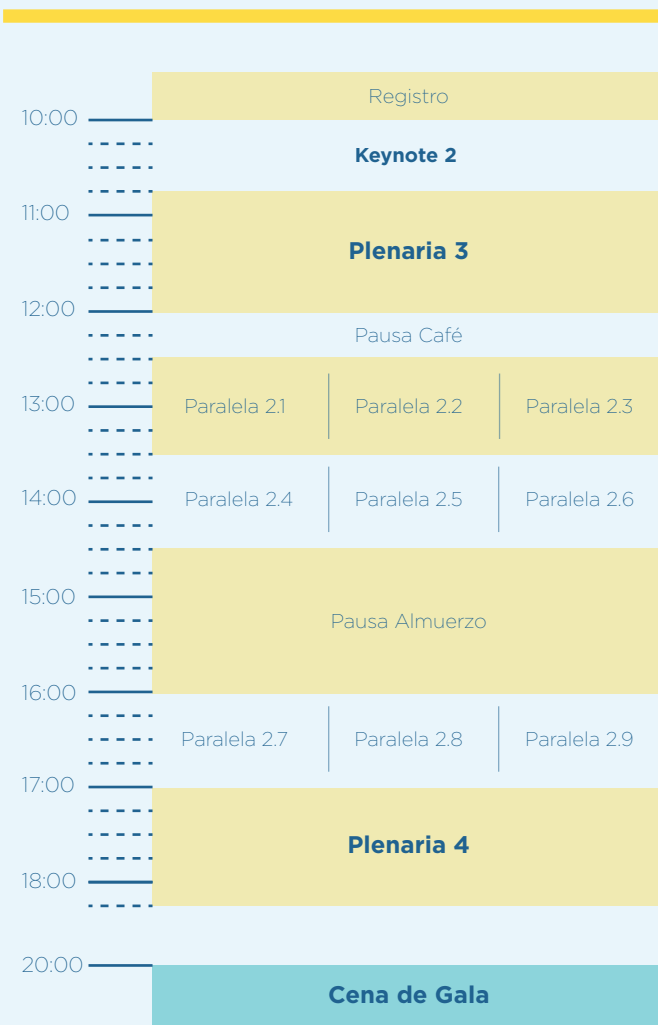 Registro
10:00
Keynote 2
11:00
Plenaria 3
12:00
Pausa Café
13:00 Paralela 2.1 Paralela 2.2 Paralela 2.3
14:00 Paralela 2.4 Paralela 2.5 Paralela 2.6
15:00
Pausa Almuerzo
16:00
Paralela 2.7 Paralela 2.8 Paralela 2.9
17:00
Plenaria 4
18:00
20:00
Cena de Gala